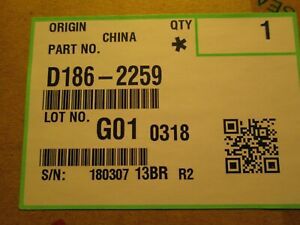 ORIGIN CHINA QTY
PART NO. * 1
D186-2259
LOT NO. G01 0318
S/N: 180307 13BR R2